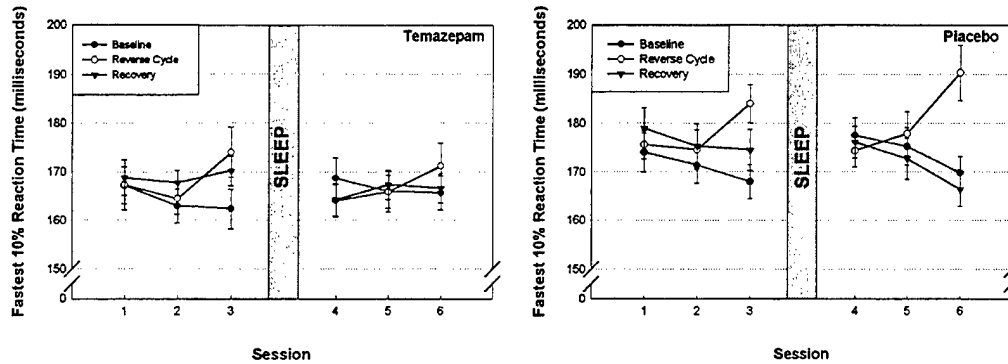 Fastest 10% Reaction Time (milliseconds)
200
190
180
170
160
150
0
Baseline
Reverse Cycle
Recovery
Temazepam
SLEEP
1 2 3 4 5 6
Session
Fastest 10% Reaction Time (milliseconds)
200
190
180
170
160
150
0
Baseline
Reverse Cycle
Recovery
Placebo
SLEEP
1 2 3 4 5 6
Session